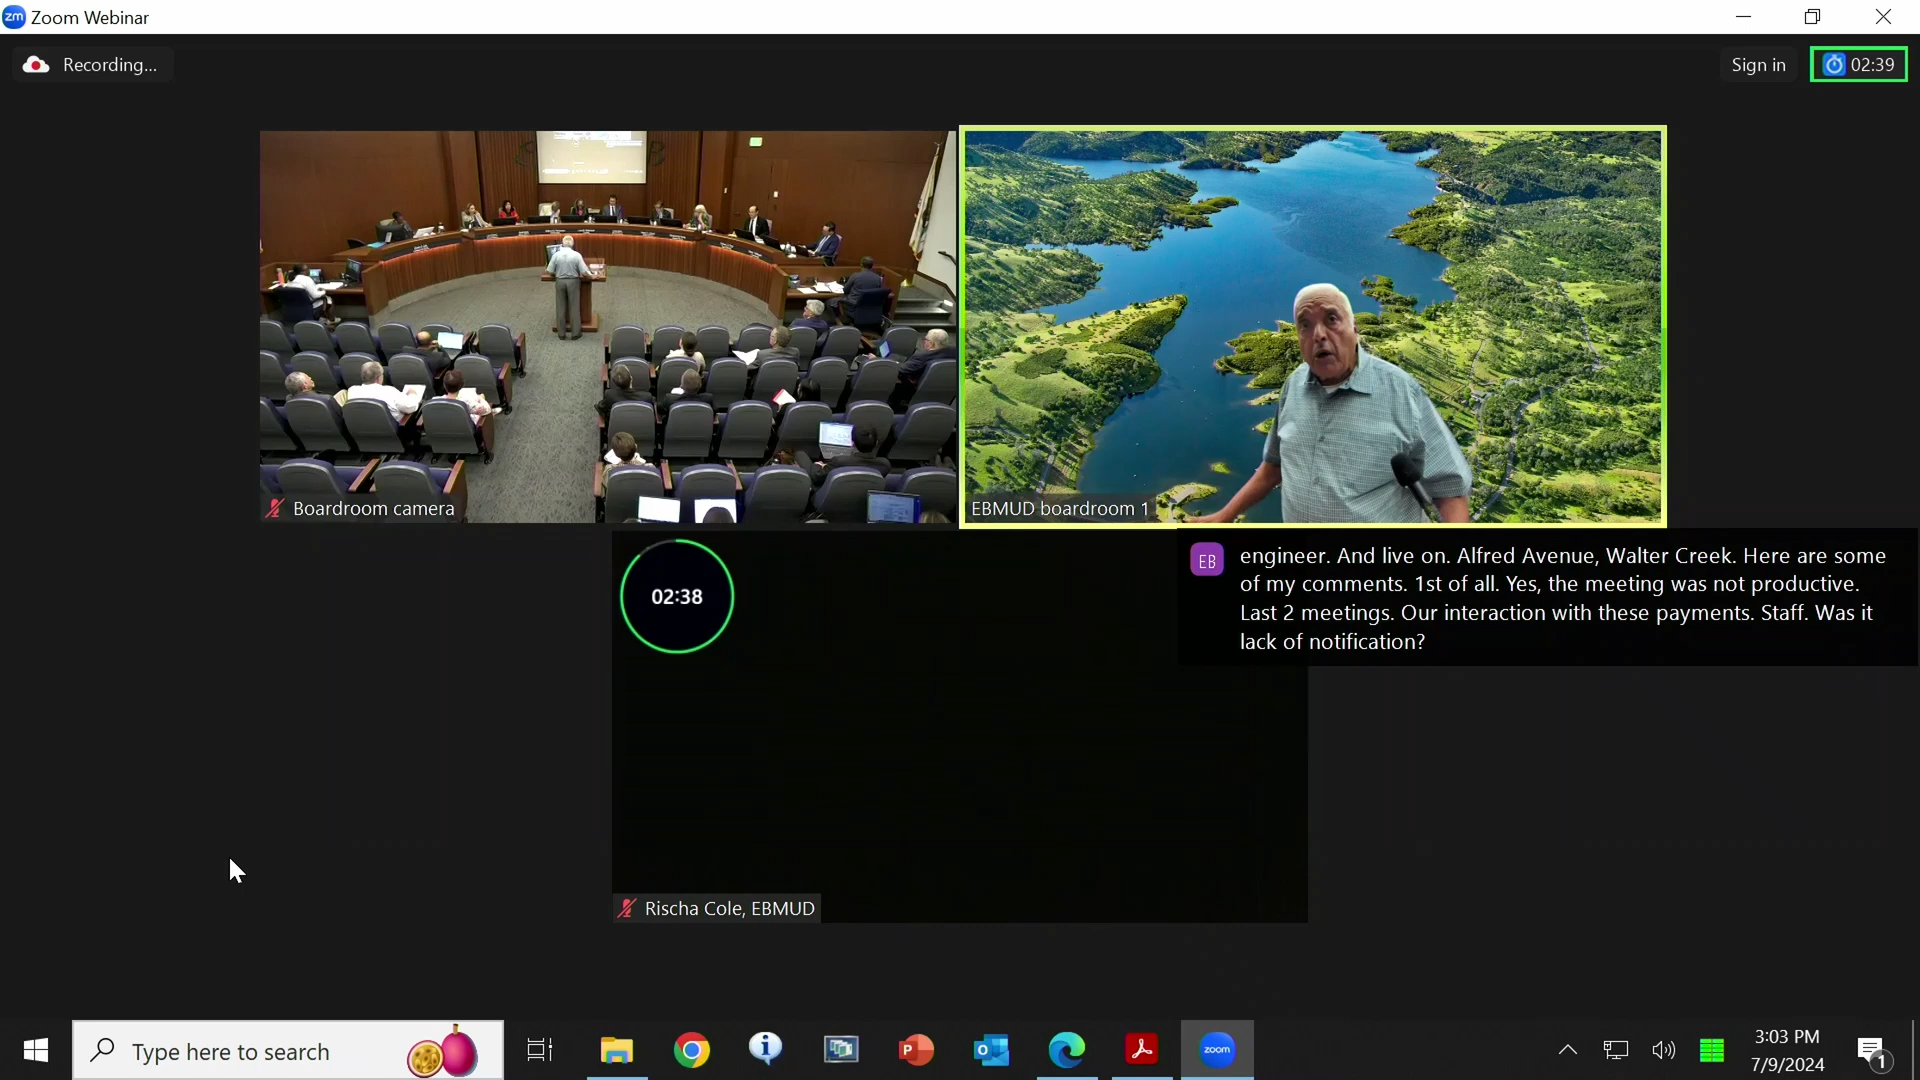 zm Zoom Webinar
Recording...
Sign in
02:39
Boardroom camera
EBMUD boardroom 1
EB
engineer. And live on. Alfred Avenue, Walter Creek. Here are some
of my comments. 1st of all. Yes, the meeting was not productive.
Last 2 meetings. Our interaction with these payments. Staff. Was it
lack of notification?
02:38
Rischa Cole, EBMUD
Type here to search
zoom
3:03 PM
7/9/2024
1